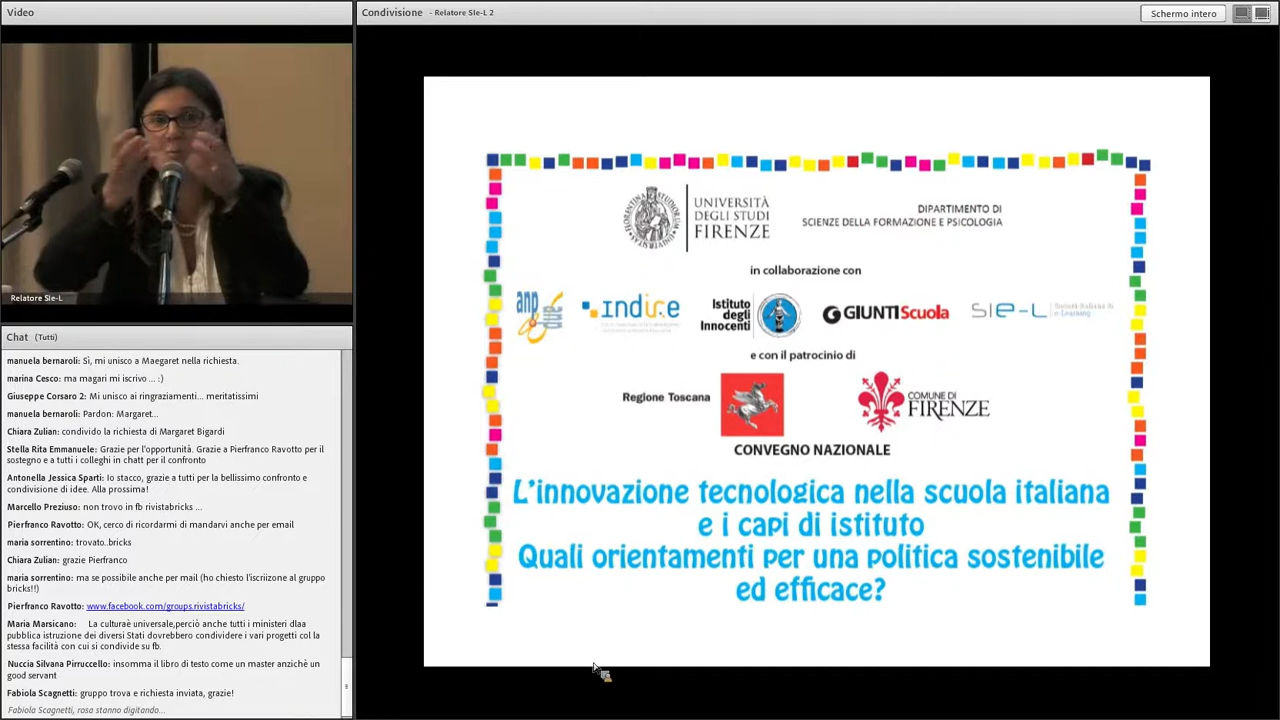 Video
Relatore SIe-L
Chat (Tutti)
manuela bernaroli: Sì, mi unisco a Maegaret nella richiesta.
marina Cesco: ma magari mi iscrivo ... :)
Giuseppe Corsaro 2: Mi unisco ai ringraziamenti... meritatissimi
manuela bernaroli: Pardon: Margaret...
Chiara Zulian: condivido la richiesta di Margaret Bigardi
Stella Rita Emmanuele: Grazie per l'opportunità. Grazie a Pierfranco Ravotto per il
sostegno e a tutti i colleghi in chatt per il confronto
Antonella Jessica Sparti: Io stacco, grazie a tutti per la bellissimo confronto e
condivisione di idee. Alla prossima!
Marcello Preziuso: non trovo in fb rivistabricks ...
Pierfranco Ravotto: OK, cerco di ricordarmi di mandarvi anche per email
maria sorrentino: trovato..bricks
Chiara Zulian: grazie Pierfranco
maria sorrentino: ma se possibile anche per mail (ho chiesto l'iscriizone al gruppo
bricks!!)
Pierfranco Ravotto: www.facebook.com/groups.rivistabricks/
Maria Marsicano: La culturaè universale,perciò anche tutti i ministeri dlaa
pubblica istruzione dei diversi Stati dovrebbero condividere i vari progetti col la
stessa facilità con cui si condivide su fb.
Nuccia Silvana Pirruccello: insomma il libro di testo come un master anzichè un
good servant
Fabiola Scagnetti: gruppo trova e richiesta inviata, grazie!
Fabiola Scagnetti, rosa stanno digitando...
Condivisione - Relatore SIe-L 2
Schermo intero
UNIVERSITÀ
DEGLI STUDI
FIRENZE
DIPARTIMENTO DI
SCIENZE DELLA FORMAZIONE E PSICOLOGIA
in collaborazione con
anp
indire
Istituto
degli
Innocenti
GIUNTI Scuola
SIe-L
e con il patrocinio di
Regione Toscana
COMUNE DI
FIRENZE
CONVEGNO NAZIONALE
L'innovazione tecnologica nella scuola italiana
e i capi di istituto
Quali orientamenti per una politica sostenibile
ed efficace?